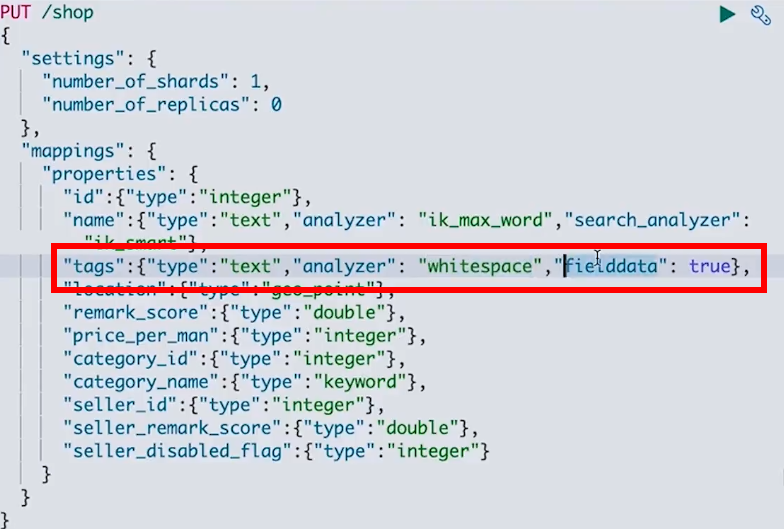 PUT /shop
{
  "settings": {
    "number_of_shards": 1,
    "number_of_replicas": 0
  },
  "mappings": {
    "properties": {
      "id":{"type":"integer"},
      "name":{"type":"text","analyzer": "ik_max_word","search_analyzer":
        "ik_smart"},
      "tags":{"type":"text","analyzer": "whitespace","fielddata": true},
      "location":{"type":"geo_point"},
      "remark_score":{"type":"double"},
      "price_per_man":{"type":"integer"},
      "category_id":{"type":"integer"},
      "category_name":{"type":"keyword"},
      "seller_id":{"type":"integer"},
      "seller_remark_score":{"type":"double"},
      "seller_disabled_flag":{"type":"integer"}
    }
  }
}